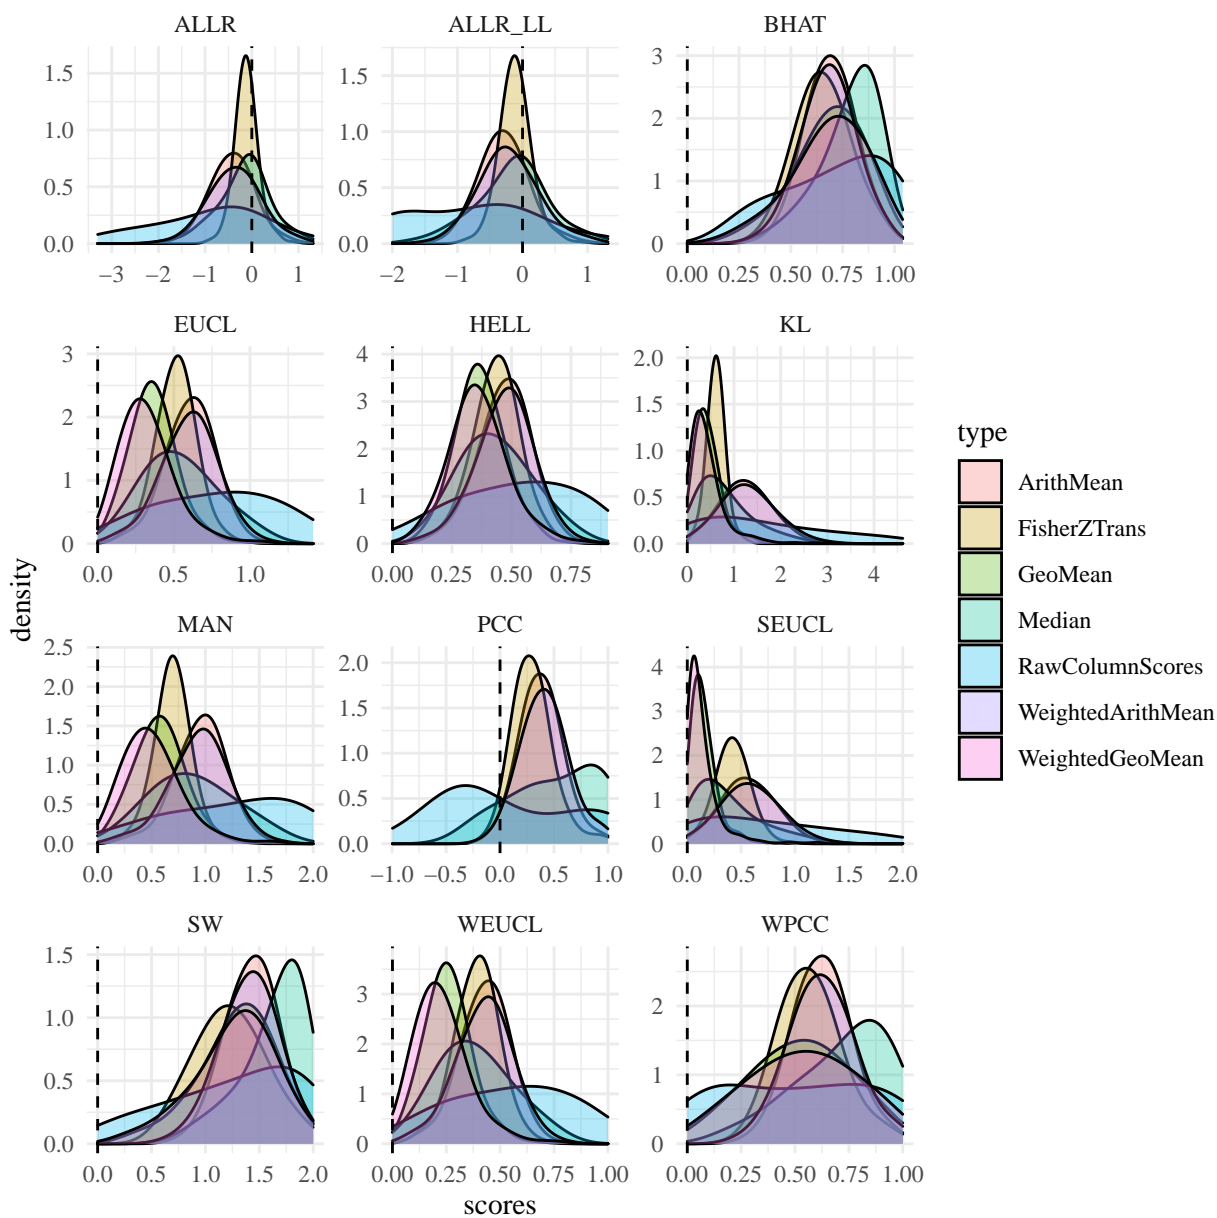 ALLR ALLR_LL BHAT
1.5 1.5 3
1.0 1.0 2
0.5 0.5 1
0.0 0.0 0
−3 −2 −1 0 1 −2 −1 0 1 0.00 0.25 0.50 0.75 1.00
EUCL HELL KL
3 4 2.0
2 3 1.5
1 2 1.0
0 1 0.5
0 0.0
0.0 0.5 1.0 0.00 0.25 0.50 0.75 0 1 2 3 4
MAN PCC SEUCL
2.5 2.0 4
2.0 1.5 3
1.5 1.0 2
1.0 0.5 1
0.5 0.0 0
0.0
0.0 0.5 1.0 1.5 2.0 −1.0 −0.5 0.0 0.5 1.0 0.0 0.5 1.0 1.5 2.0
SW WEUCL WPCC
1.5 3 2
1.0 2 1
0.5 1 0
0.0 0
0.0 0.5 1.0 1.5 2.0 0.00 0.25 0.50 0.75 1.00 0.00 0.25 0.50 0.75 1.00
scores
density
type
ArithMean
FisherZTrans
GeoMean
Median
RawColumnScores
WeightedArithMean
WeightedGeoMean